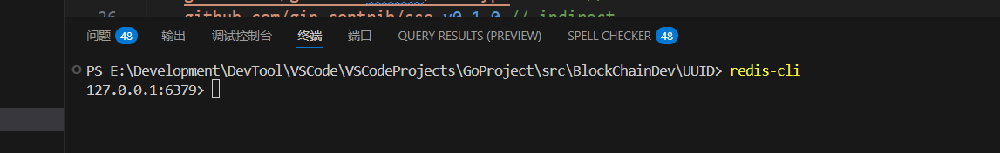 26 github.com/gin-contrib/sse v0.1.0 // indirect
问题 48 输出 调试控制台 终端 端口 QUERY RESULTS (PREVIEW) SPELL CHECKER 48
PS E:\Development\DevTool\VSCode\VSCodeProjects\GoProject\src\BlockChainDev\UUID> redis-cli
127.0.0.1:6379>